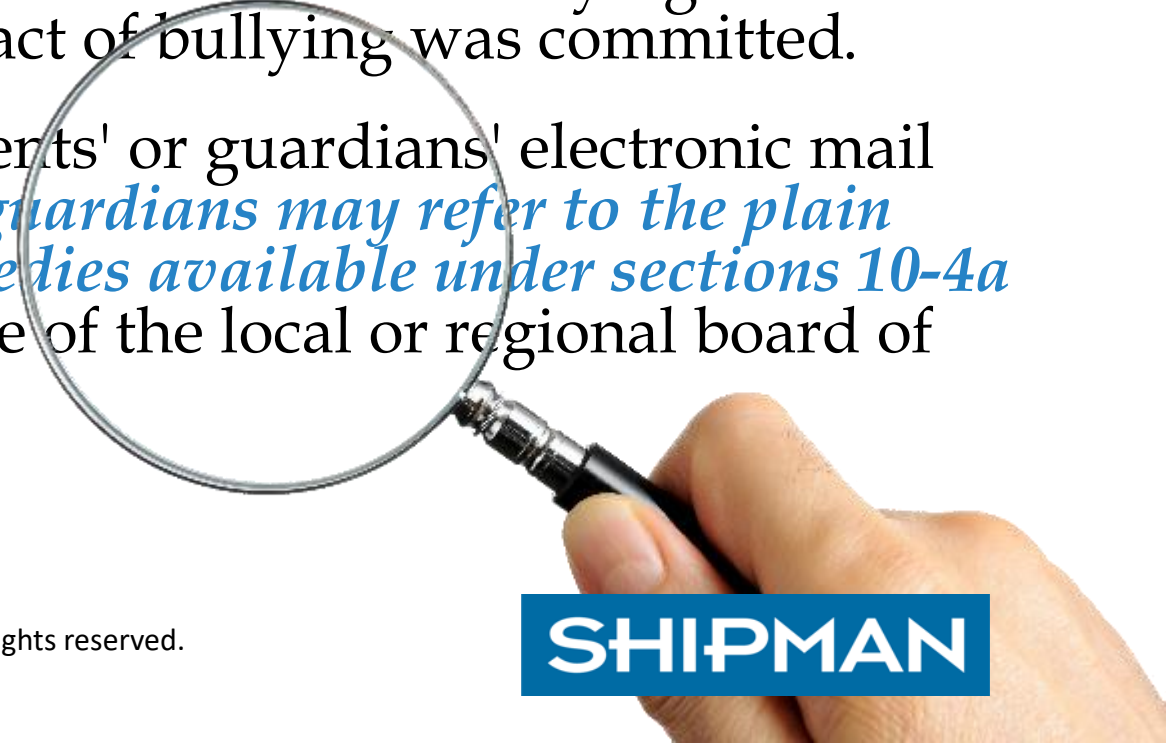 act of bullying was committed.
ents' or guardians' electronic mail
guardians may refer to the plain
edies available under sections 10-4a
e of the local or regional board of
ghts reserved.
SHIPMAN